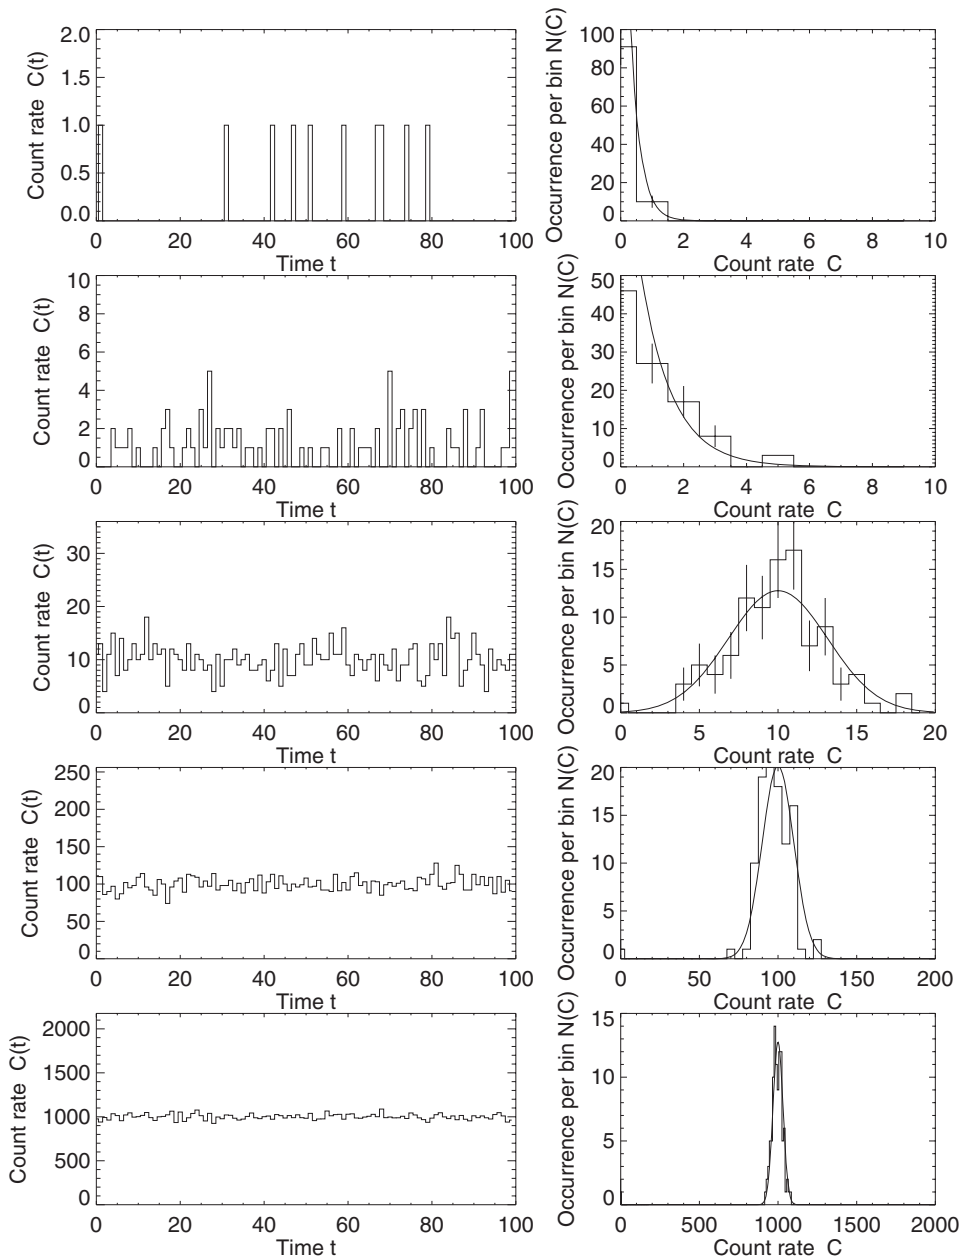 Count rate C(t)
2.0
1.5
1.0
0.5
0.0
0 20 40 60 80 100
Time t
Occurrence per bin N(C)
100
80
60
40
20
0
0 2 4 6 8 10
Count rate C
Count rate C(t)
10
8
6
4
2
0
0 20 40 60 80 100
Time t
Occurrence per bin N(C)
50
40
30
20
10
0
0 2 4 6 8 10
Count rate C
Count rate C(t)
30
20
10
0
0 20 40 60 80 100
Time t
Occurrence per bin N(C)
20
15
10
5
0
0 5 10 15 20
Count rate C
Count rate C(t)
250
200
150
100
50
0
0 20 40 60 80 100
Time t
Occurrence per bin N(C)
20
15
10
5
0
0 50 100 150 200
Count rate C
Count rate C(t)
2000
1500
1000
500
0
0 20 40 60 80 100
Time t
Occurrence per bin N(C)
15
10
5
0
0 500 1000 1500 2000
Count rate C